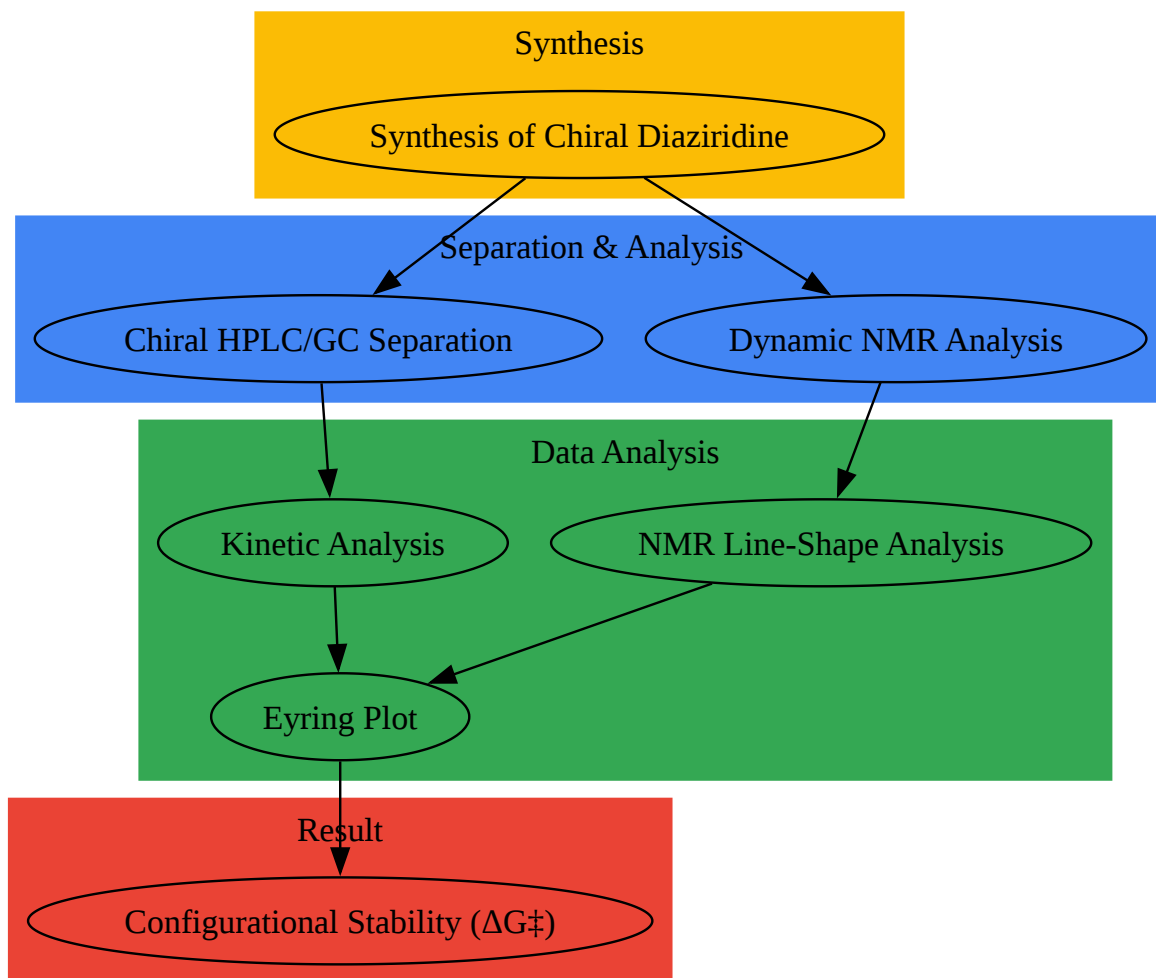 Synthesis
Synthesis of Chiral Diaziridine
Separation & Analysis
Chiral HPLC/GC Separation
Dynamic NMR Analysis
Data Analysis
Kinetic Analysis
NMR Line-Shape Analysis
Eyring Plot
Result
Configurational Stability (ΔG‡)